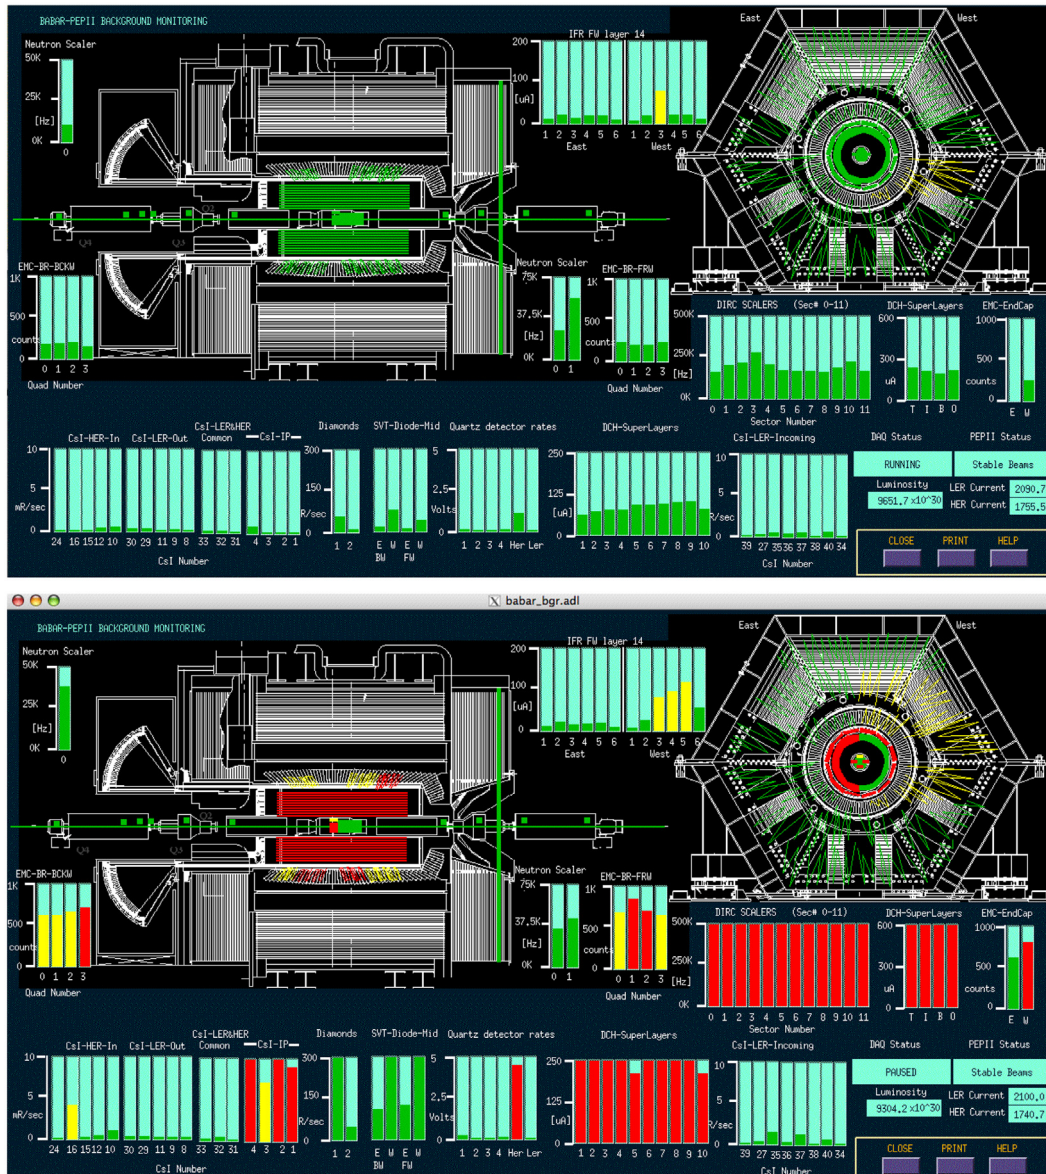 BABAR-PEPII BACKGROUND MONITORING
East
West
Neutron Scaler
50K
25K
[Hz]
0K
0
IFR FW layer 14
200
100
[uA]
0
1 2 3 4 5 6 1 2 3 4 5 6
East West
Q2
Q4 Q3
EMC-BR-BCKW
1K
500
counts
0
0 1 2 3
Quad Number
Neutron Scaler
75K
37.5K
[Hz]
0K
0 1
EMC-BR-FRW
1K
500
counts
0
0 1 2 3
Quad Number
DIRC SCALERS (Sec# 0-11)
500K
250K
[Hz]
0K
0 1 2 3 4 5 6 7 8 9 10 11
Sector Number
DCH-SuperLayers
600
300
uA
0
T I B O
EMC-EndCap
1000
500
counts
0
E W
CsI-HER-In CsI-LER-Out CsI-LER&HER Common CsI-IP
10
5
mR/sec
0
24 16 15 12 10 30 29 11 9 8 33 32 31 4 3 2 1
CsI Number
Diamonds
300
150
R/sec
0
1 2
SVT-Diode-Mid
E W E W
BW FW
Quartz detector rates
5
2.5
Volts
0
1 2 3 4 Her Ler
DCH-SuperLayers
250
125
[uA]
0
1 2 3 4 5 6 7 8 9 10
CsI-LER-Incoming
10
5
R/sec
0
39 27 35 36 37 38 40 34
CsI Number
DAQ Status PEPII Status
RUNNING Stable Beams
Luminosity
9651.7 x10^30
LER Current 2090.7
HER Current 1755.5
CLOSE PRINT HELP
X babar_bgr.adl
BABAR-PEPII BACKGROUND MONITORING
East
West
Neutron Scaler
50K
25K
[Hz]
0K
0
IFR FW layer 14
200
100
[uA]
0
1 2 3 4 5 6 1 2 3 4 5 6
East West
Q2
Q4 Q3
EMC-BR-BCKW
1K
500
counts
0
0 1 2 3
Quad Number
Neutron Scaler
75K
37.5K
[Hz]
0K
0 1
EMC-BR-FRW
1K
500
counts
0
0 1 2 3
Quad Number
DIRC SCALERS (Sec# 0-11)
500K
250K
[Hz]
0K
0 1 2 3 4 5 6 7 8 9 10 11
Sector Number
DCH-SuperLayers
600
300
uA
0
T I B O
EMC-EndCap
1000
500
counts
0
E W
CsI-HER-In CsI-LER-Out CsI-LER&HER Common CsI-IP
10
5
mR/sec
0
24 16 15 12 10 30 29 11 9 8 33 32 31 4 3 2 1
CsI Number
Diamonds
300
150
R/sec
0
1 2
SVT-Diode-Mid
E W E W
BW FW
Quartz detector rates
5
2.5
Volts
0
1 2 3 4 Her Ler
DCH-SuperLayers
250
125
[uA]
0
1 2 3 4 5 6 7 8 9 10
CsI-LER-Incoming
10
5
R/sec
0
39 27 35 36 37 38 40 34
CsI Number
DAQ Status PEPII Status
PAUSED Stable Beams
Luminosity
9304.2 x10^30
LER Current 2100.0
HER Current 1740.7
CLOSE PRINT HELP